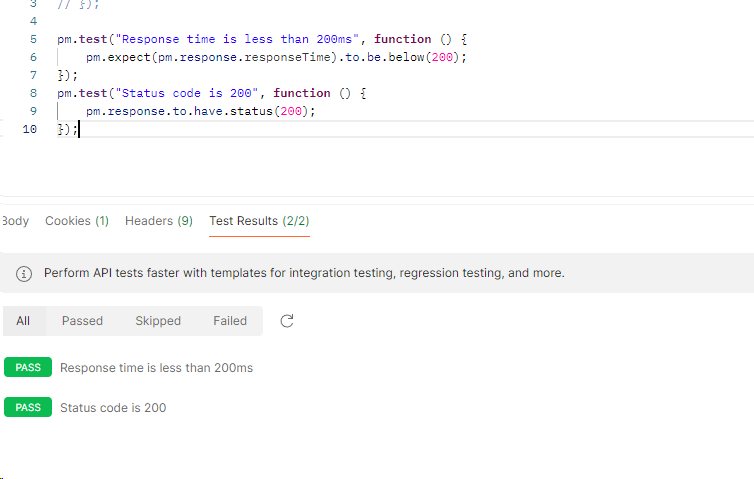 3 // });
4
5 pm.test("Response time is less than 200ms", function () {
6 pm.expect(pm.response.responseTime).to.be.below(200);
7 });
8 pm.test("Status code is 200", function () {
9 pm.response.to.have.status(200);
10 });
Body Cookies (1) Headers (9) Test Results (2/2)
Perform API tests faster with templates for integration testing, regression testing, and more.
All Passed Skipped Failed
PASS Response time is less than 200ms
PASS Status code is 200